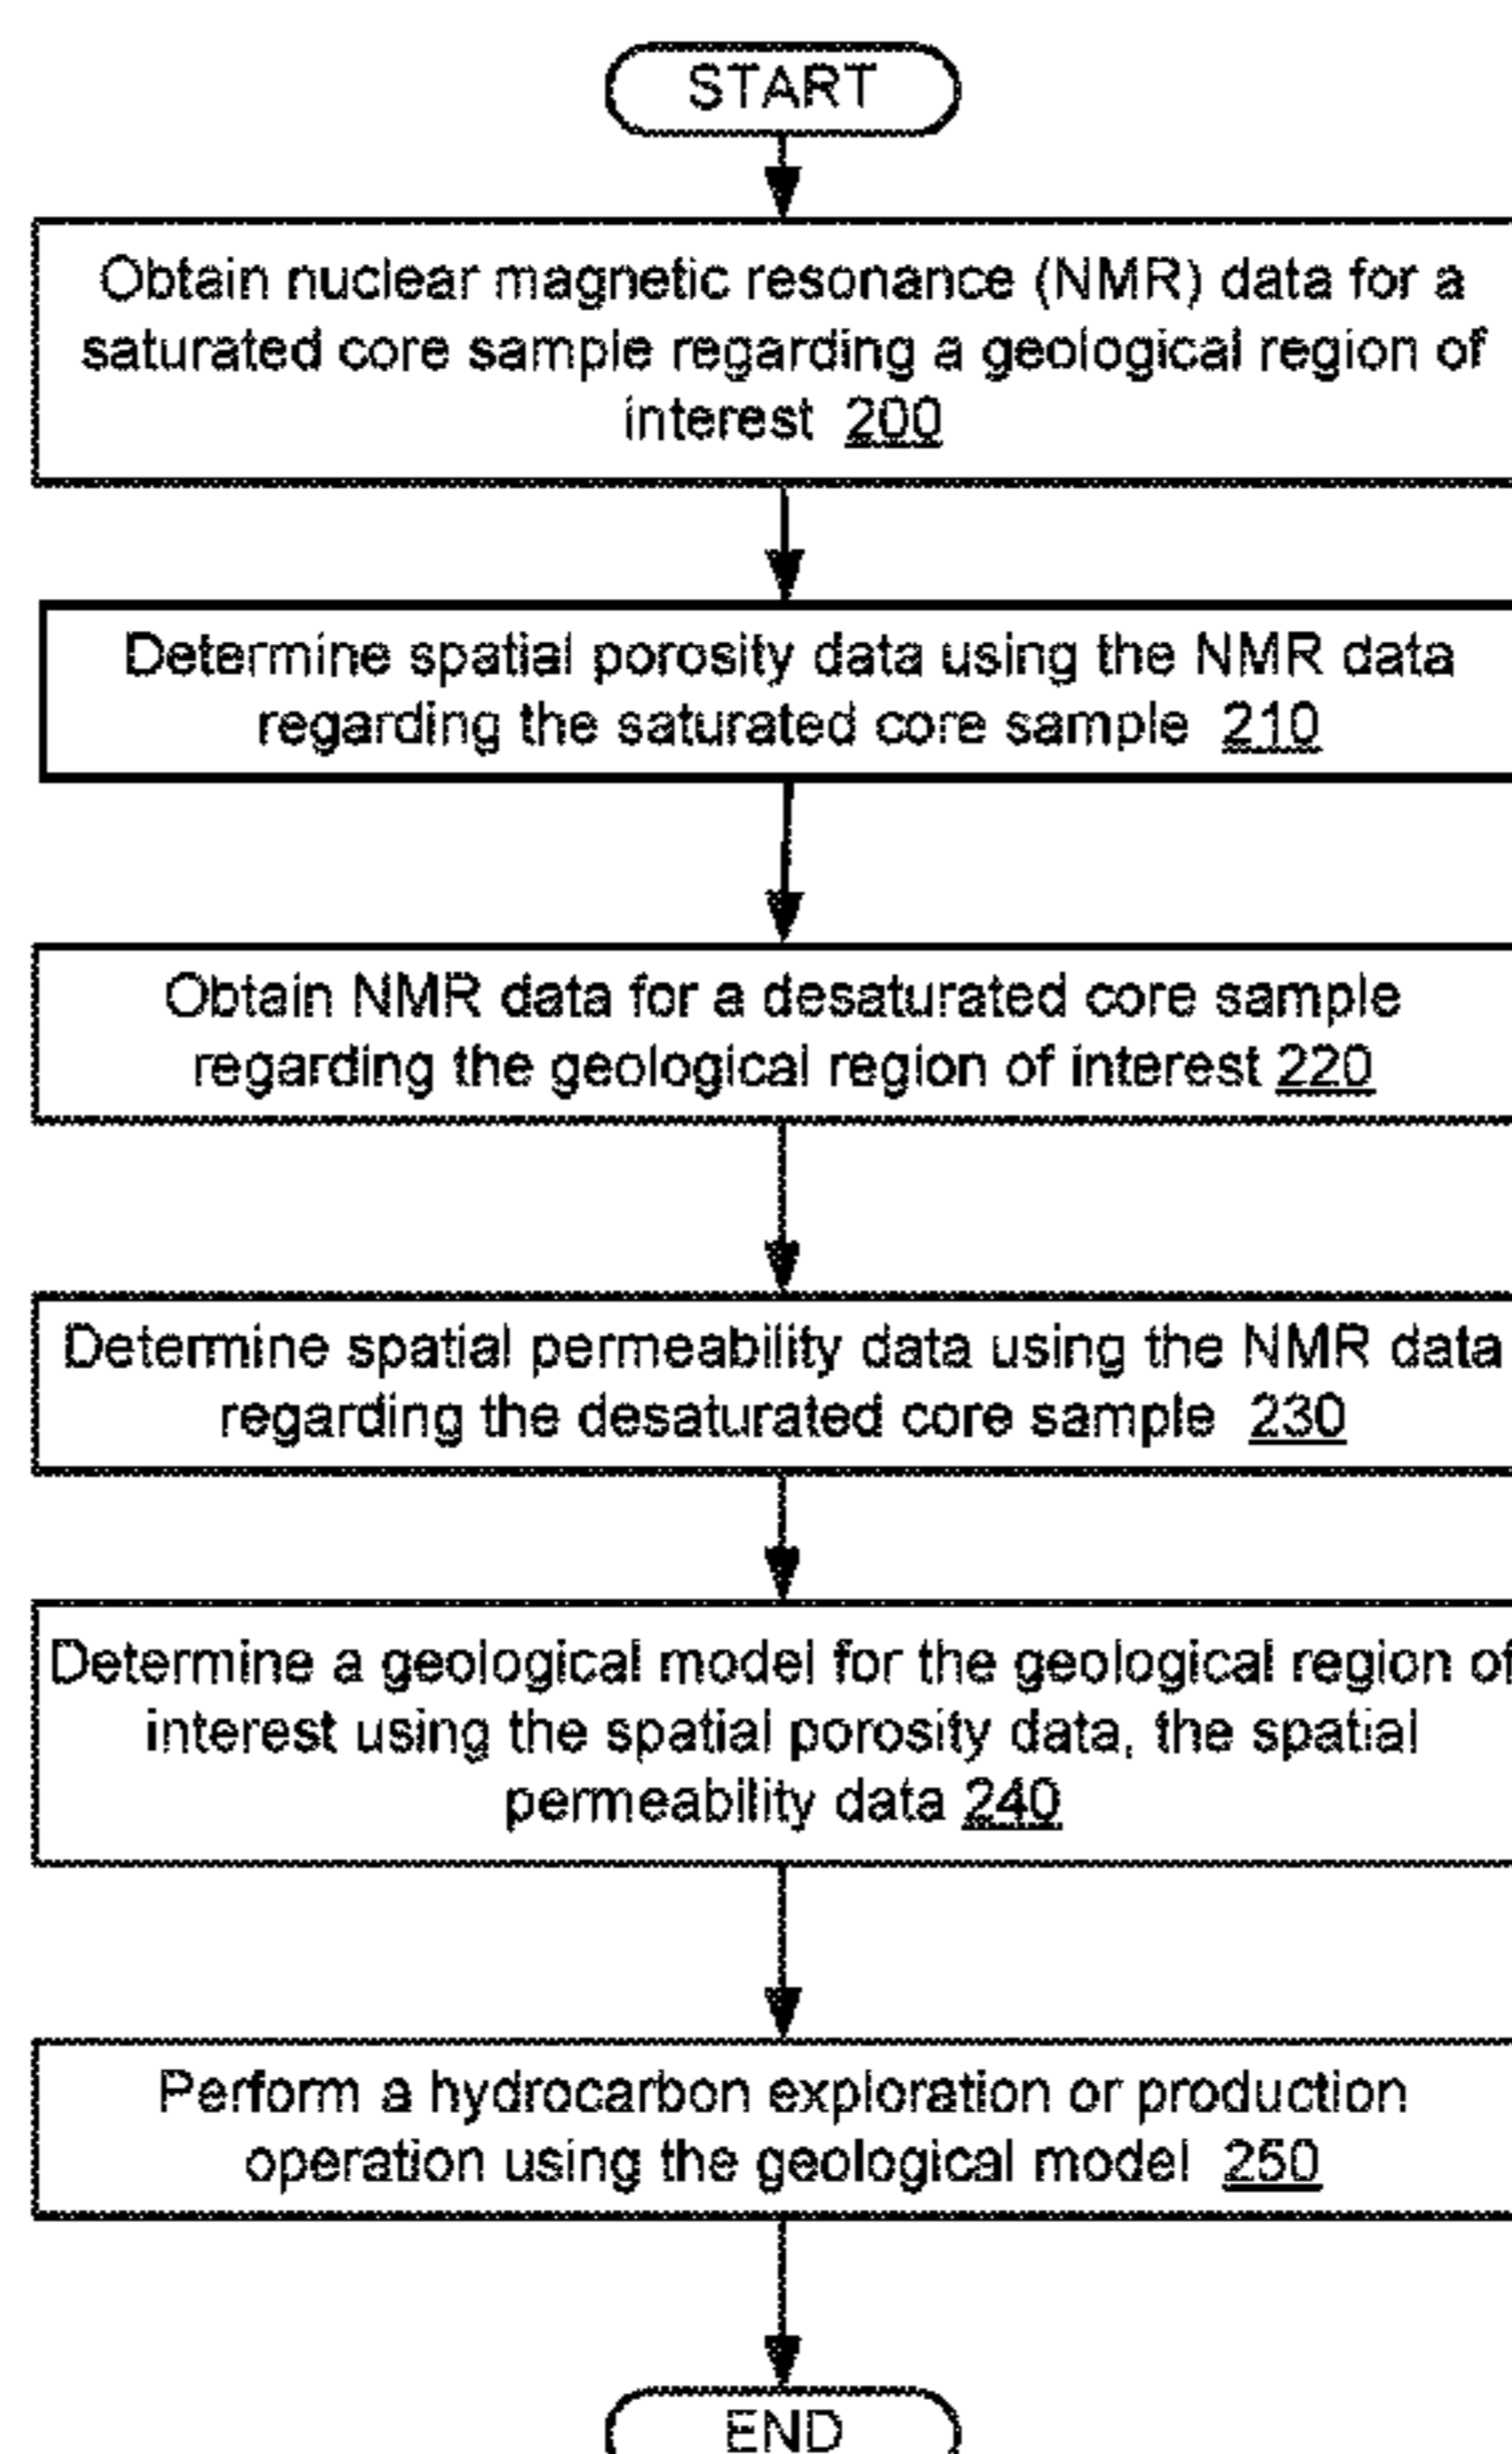 START
Obtain nuclear magnetic resonance (NMR) data for a
saturated core sample regarding a geological region of
interest 200
Determine spatial porosity data using the NMR data
regarding the saturated core sample 210
Obtain NMR data for a desaturated core sample
regarding the geological region of interest 220
Determine spatial permeability data using the NMR data
regarding the desaturated core sample 230
Determine a geological model for the geological region of
interest using the spatial porosity data, the spatial
permeability data 240
Perform a hydrocarbon exploration or production
operation using the geological model 250
END